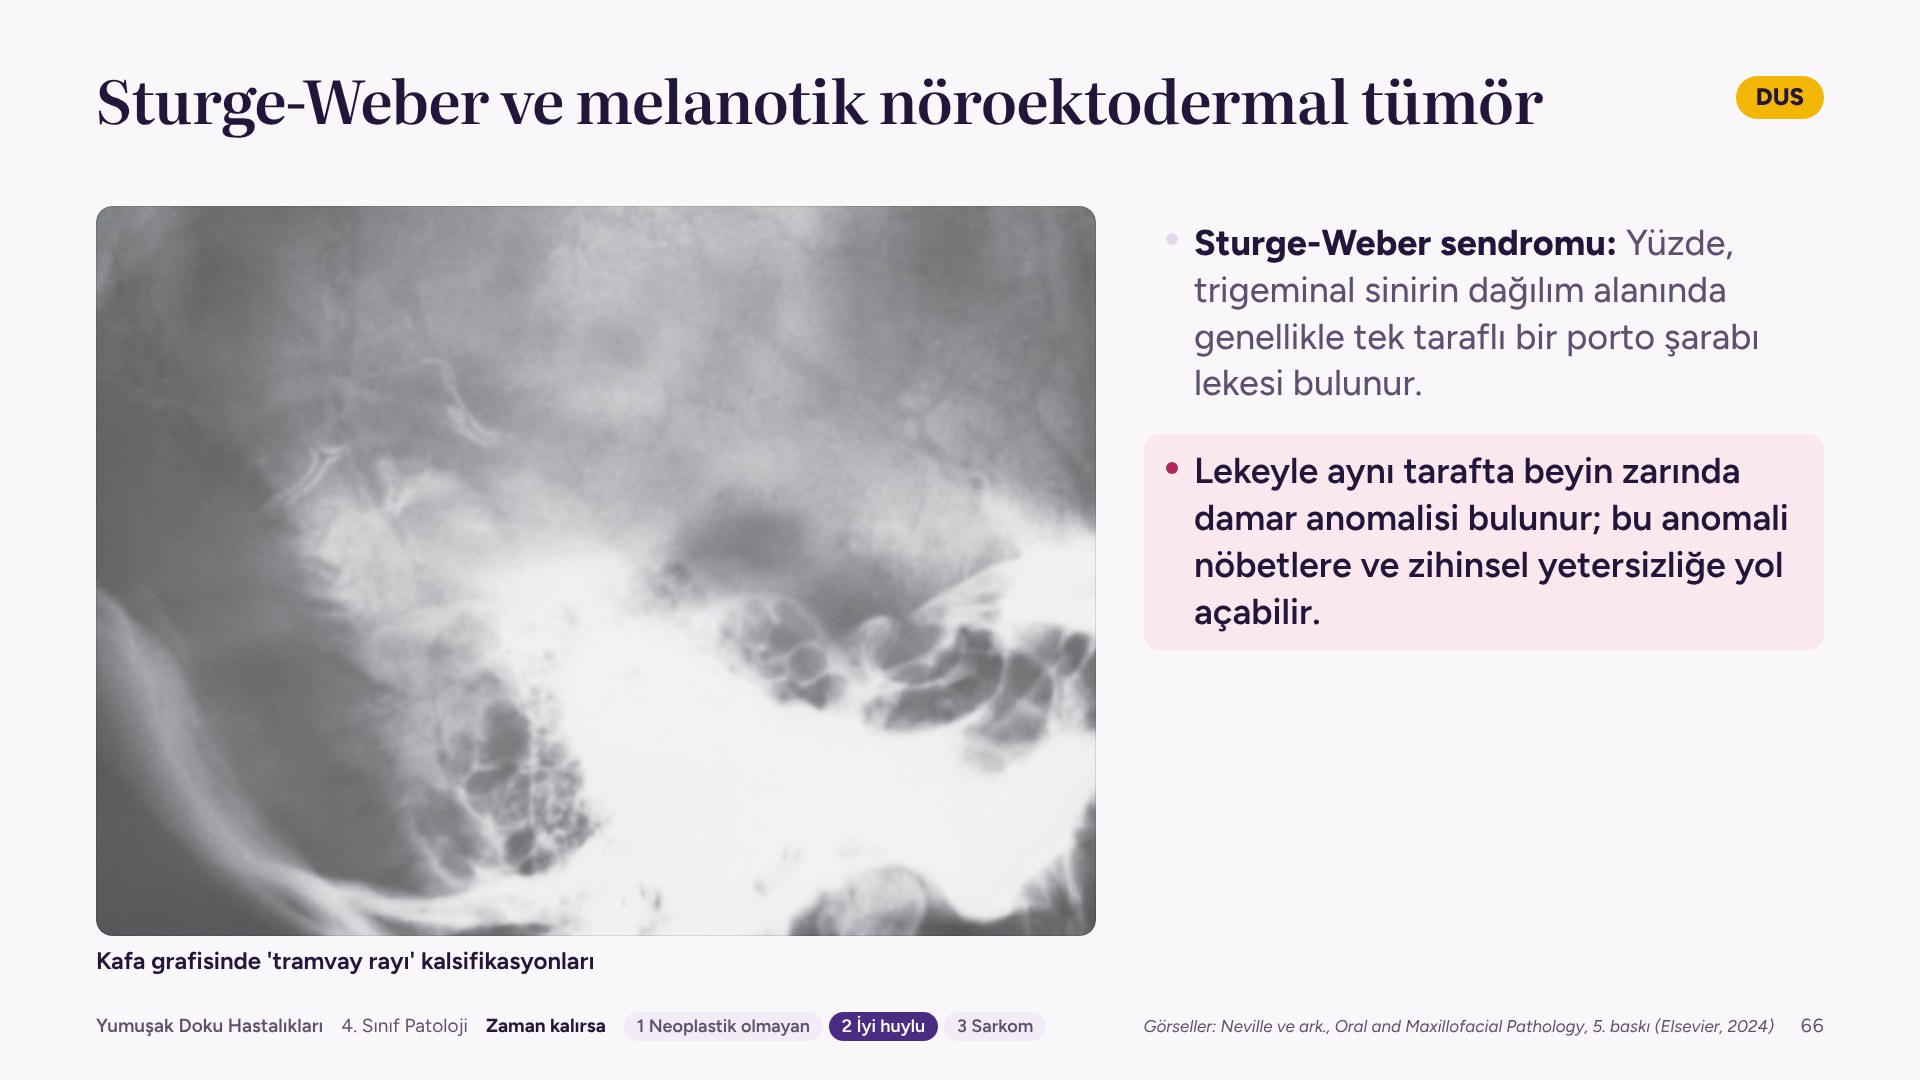 Sturge-Weber ve melanotik nöroektodermal tümör
DUS
Sturge-Weber sendromu: Yüzde,
trigeminal sinirin dağılım alanında
genellikle tek taraflı bir porto şarabı
lekesi bulunur.
Lekeyle aynı tarafta beyin zarında
damar anomalisi bulunur; bu anomali
nöbetlere ve zihinsel yetersizliğe yol
açabilir.
Kafa grafisinde 'tramvay rayı' kalsifikasyonları
Yumuşak Doku Hastalıkları 4. Sınıf Patoloji Zaman kalırsa 1 Neoplastik olmayan 2 İyi huylu 3 Sarkom
Görseller: Neville ve ark., Oral and Maxillofacial Pathology, 5. baskı (Elsevier, 2024) 66